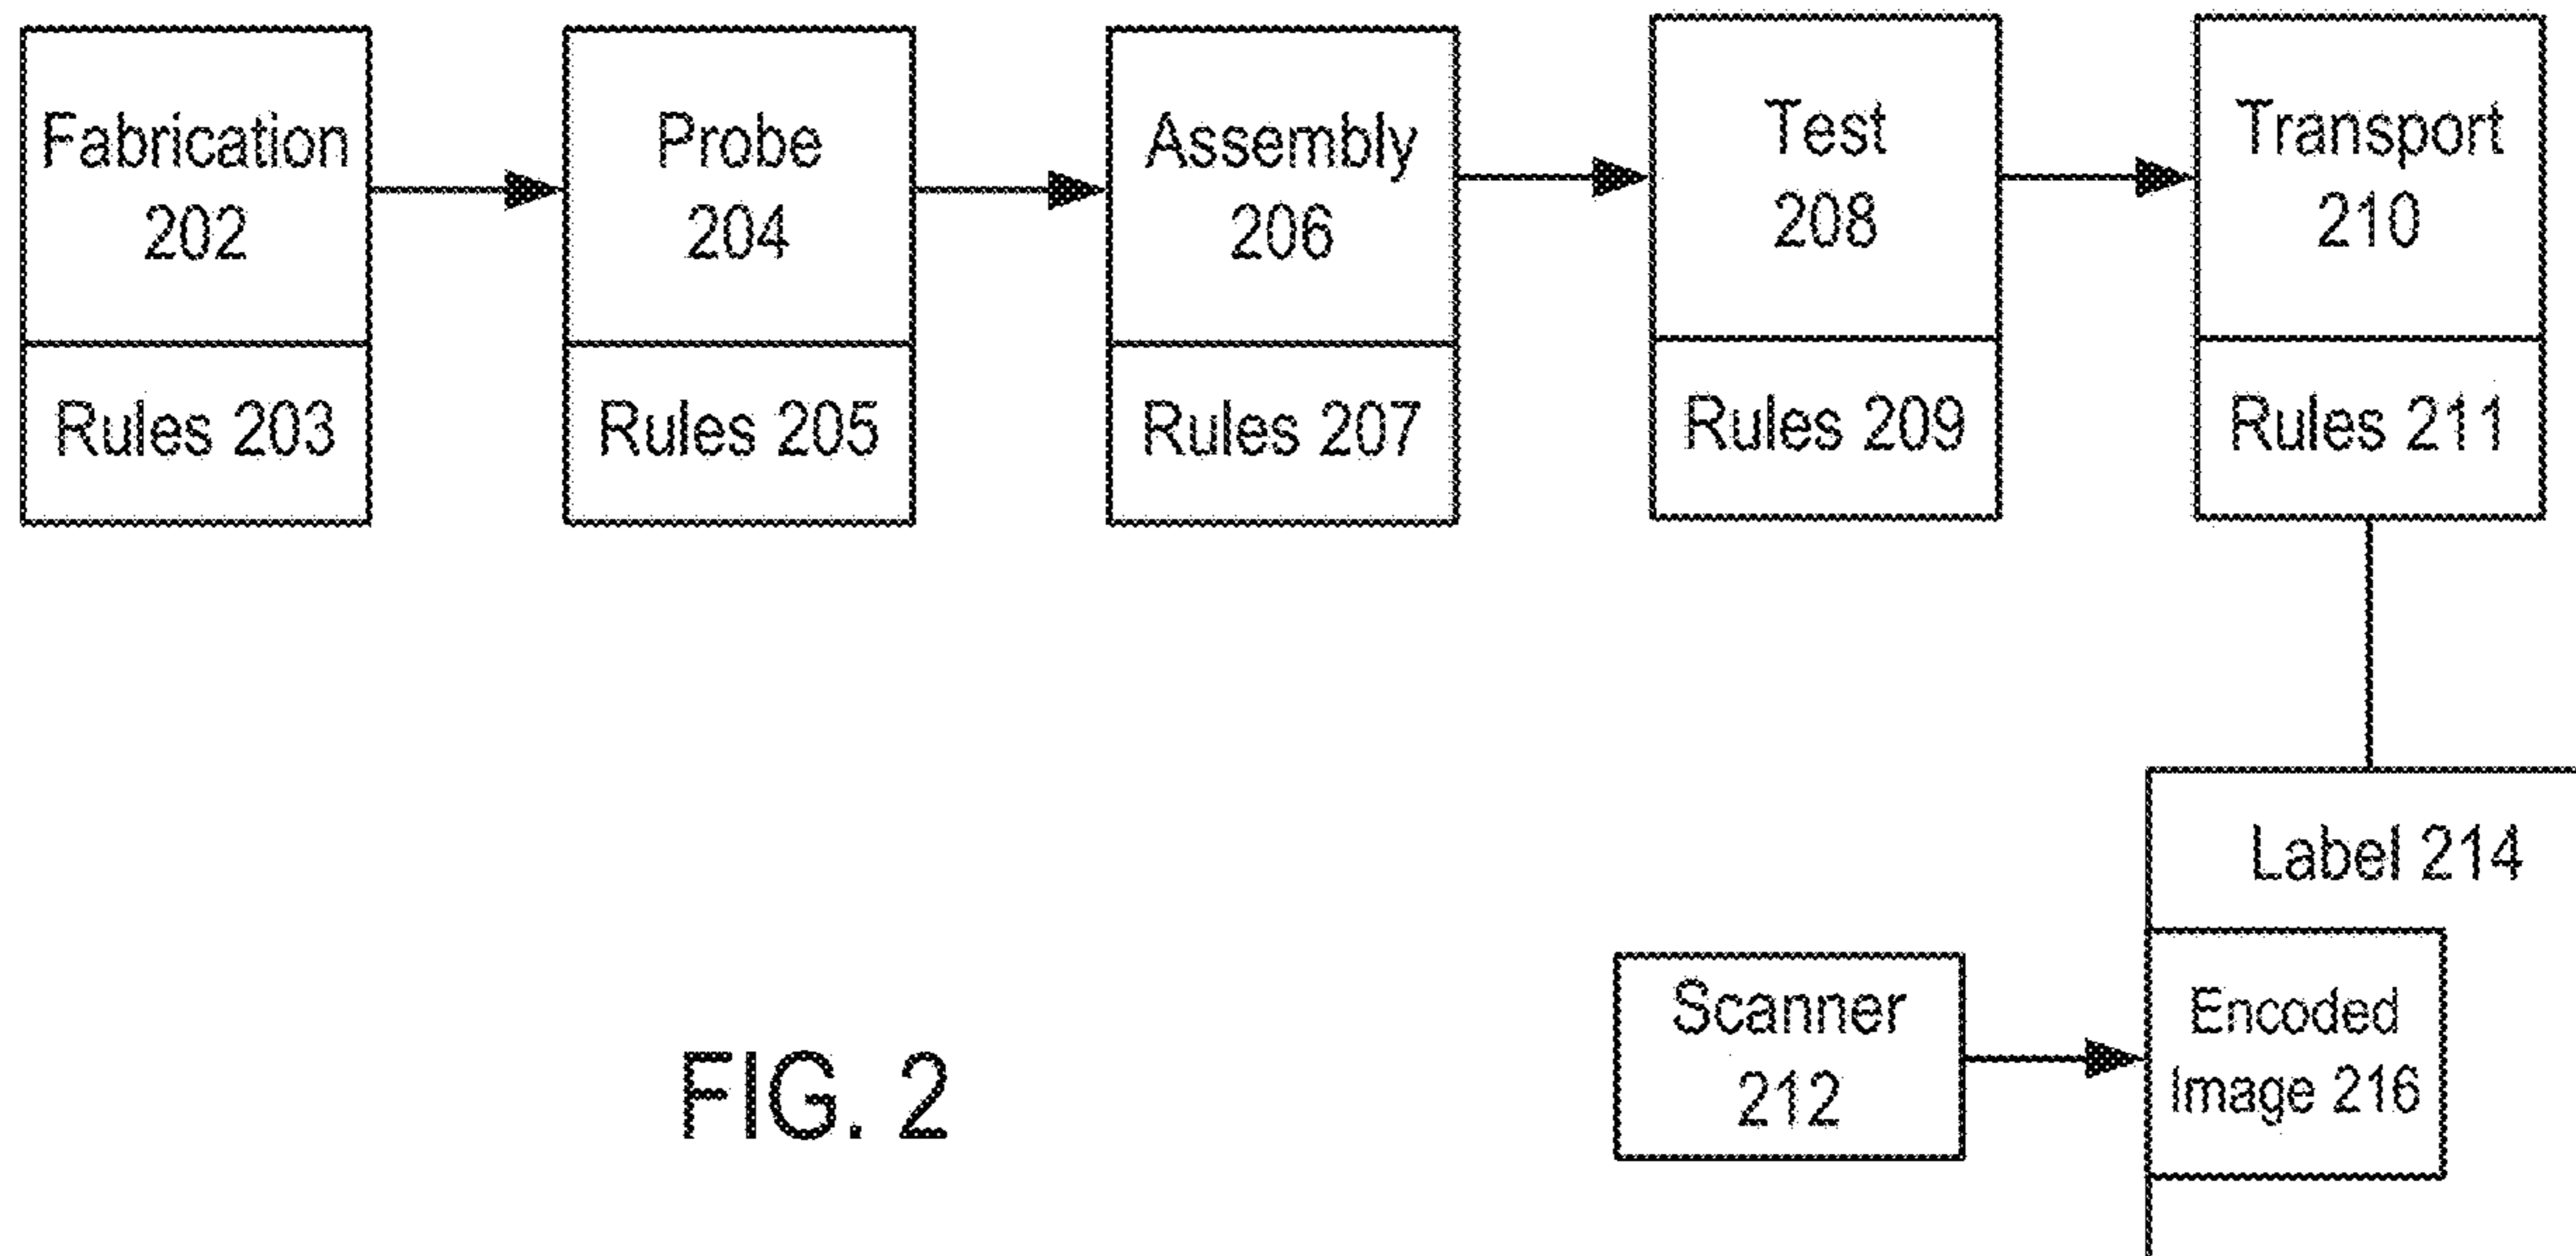 Fabrication
202
Rules 203
Probe
204
Rules 205
Assembly
206
Rules 207
Test
208
Rules 209
Transport
210
Rules 211
Label 214
Encoded
Image 216
Scanner
212
FIG. 2